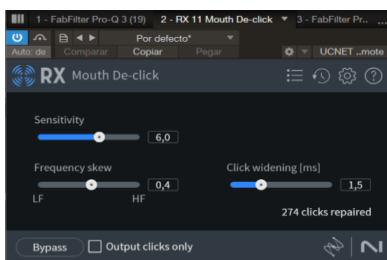 1 - FabFilter Pro-Q 3 (19) 2 - RX 11 Mouth De-click 3 - FabFilter Pr... ...
Por defecto*
Auto: de Comparar Copiar Pegar UCNET ..mote
RX Mouth De-click
Sensitivity
6,0
Frequency skew Click widening [ms]
0,4 1,5
LF HF
274 clicks repaired
Bypass Output clicks only